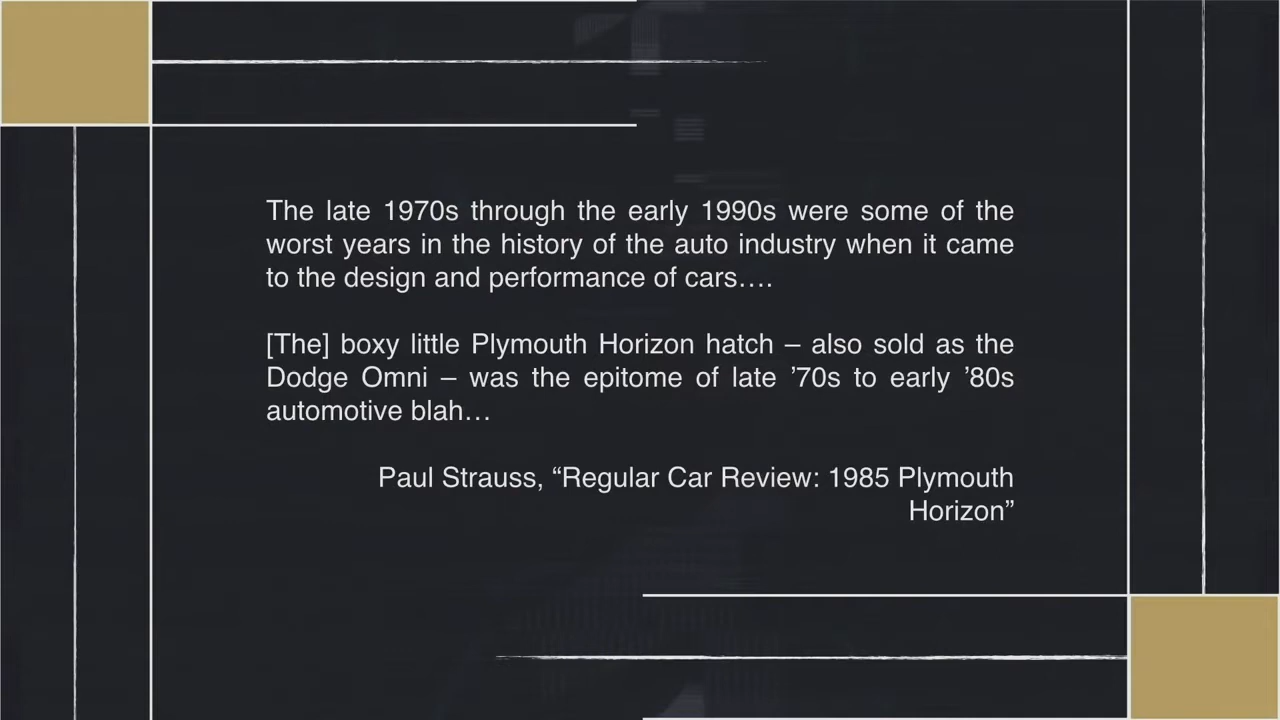 The late 1970s through the early 1990s were some of the
worst years in the history of the auto industry when it came
to the design and performance of cars….
[The] boxy little Plymouth Horizon hatch – also sold as the
Dodge Omni – was the epitome of late ’70s to early ’80s
automotive blah…
Paul Strauss, “Regular Car Review: 1985 Plymouth
Horizon”